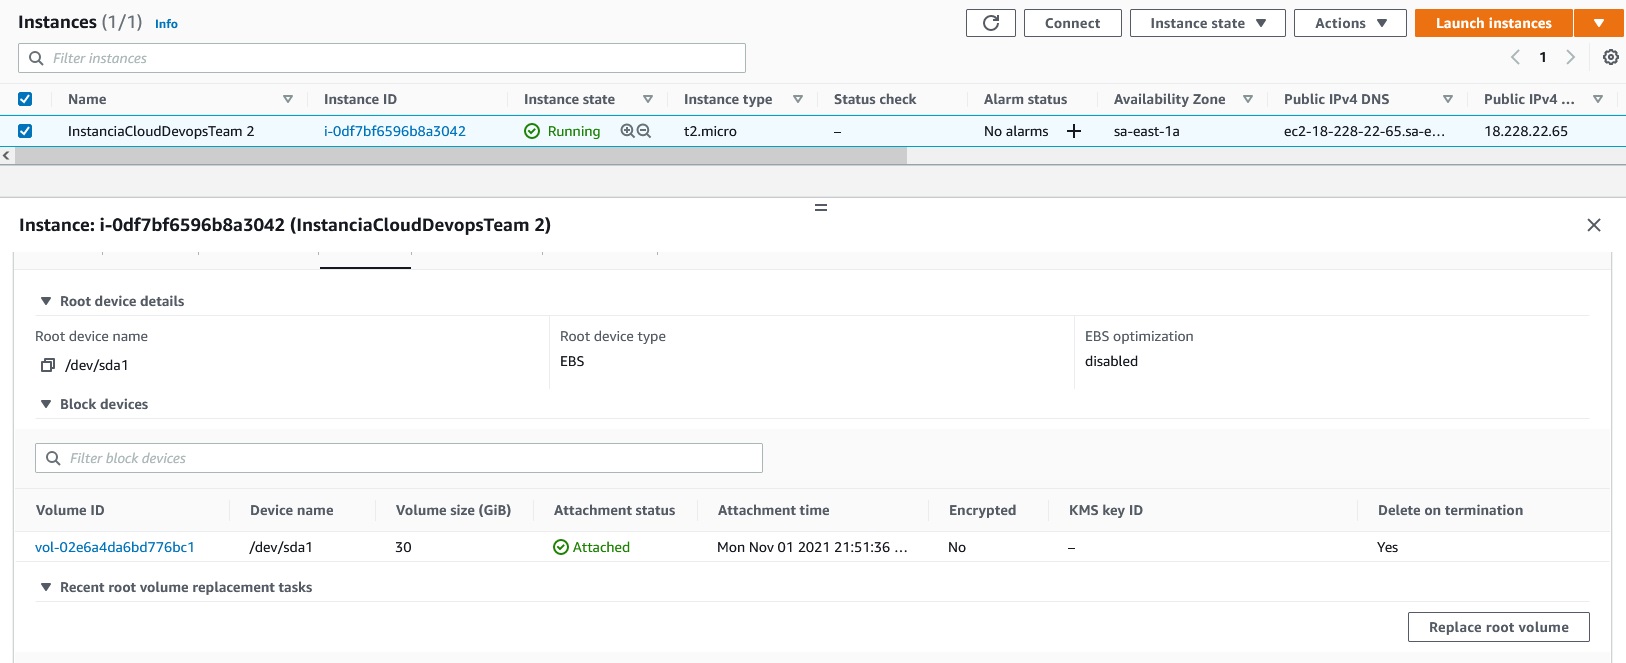 Instances (1/1) Info Connect Instance state Actions Launch instances
Filter instances 1
Name Instance ID Instance state Instance type Status check Alarm status Availability Zone Public IPv4 DNS Public IPv4 ...
InstanciaCloudDevopsTeam 2 i-0df7bf6596b8a3042 Running t2.micro – No alarms + sa-east-1a ec2-18-228-22-65.sa-e... 18.228.22.65
Instance: i-0df7bf6596b8a3042 (InstanciaCloudDevopsTeam 2)
Root device details
Root device name Root device type EBS optimization
/dev/sda1 EBS disabled
Block devices
Filter block devices
Volume ID Device name Volume size (GiB) Attachment status Attachment time Encrypted KMS key ID Delete on termination
vol-02e6a4da6bd776bc1 /dev/sda1 30 Attached Mon Nov 01 2021 21:51:36 ... No – Yes
Recent root volume replacement tasks
Replace root volume